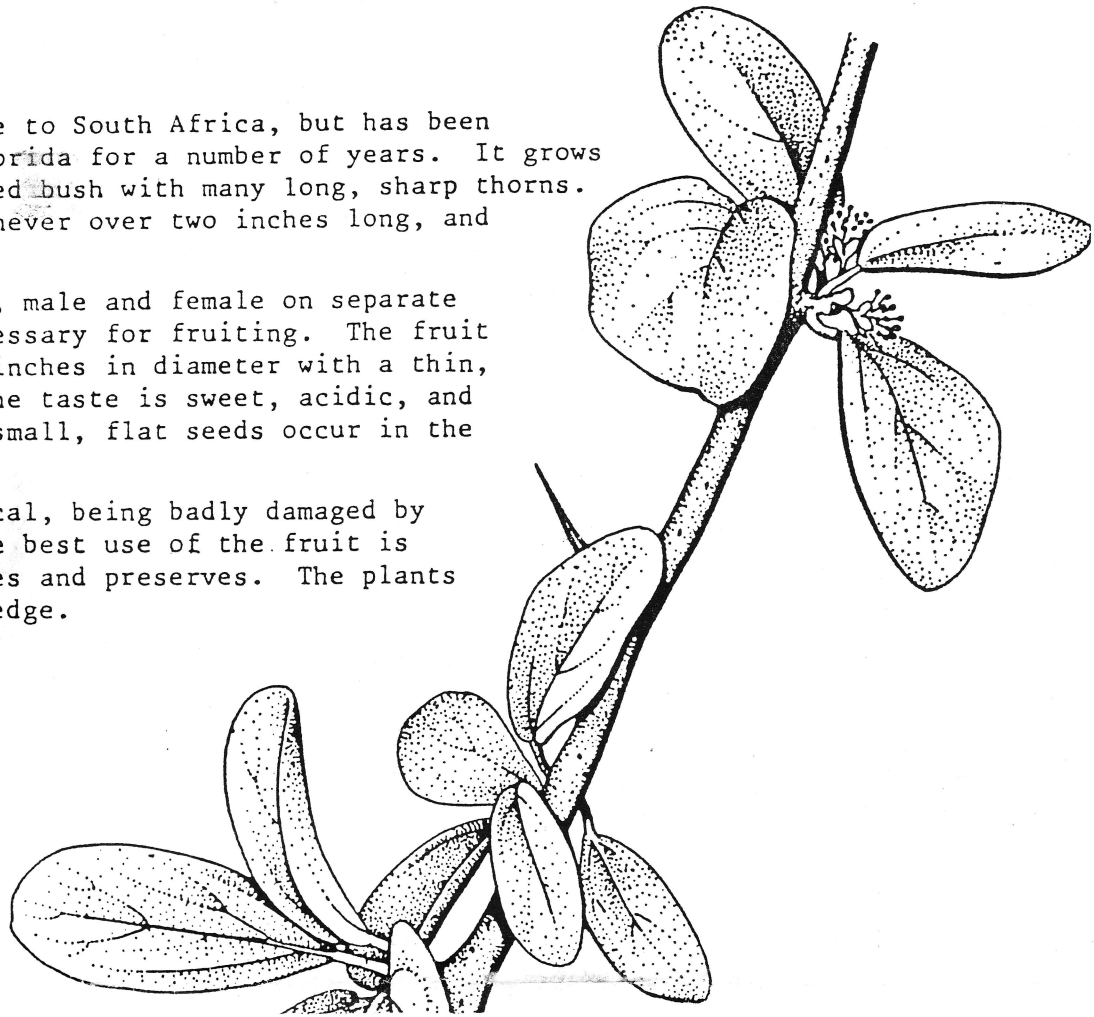 e to South Africa, but has been
orida for a number of years. It grows
ed bush with many long, sharp thorns.
never over two inches long, and
, male and female on separate
essary for fruiting. The fruit
inches in diameter with a thin,
he taste is sweet, acidic, and
small, flat seeds occur in the
cal, being badly damaged by
e best use of the fruit is
es and preserves. The plants
edge.